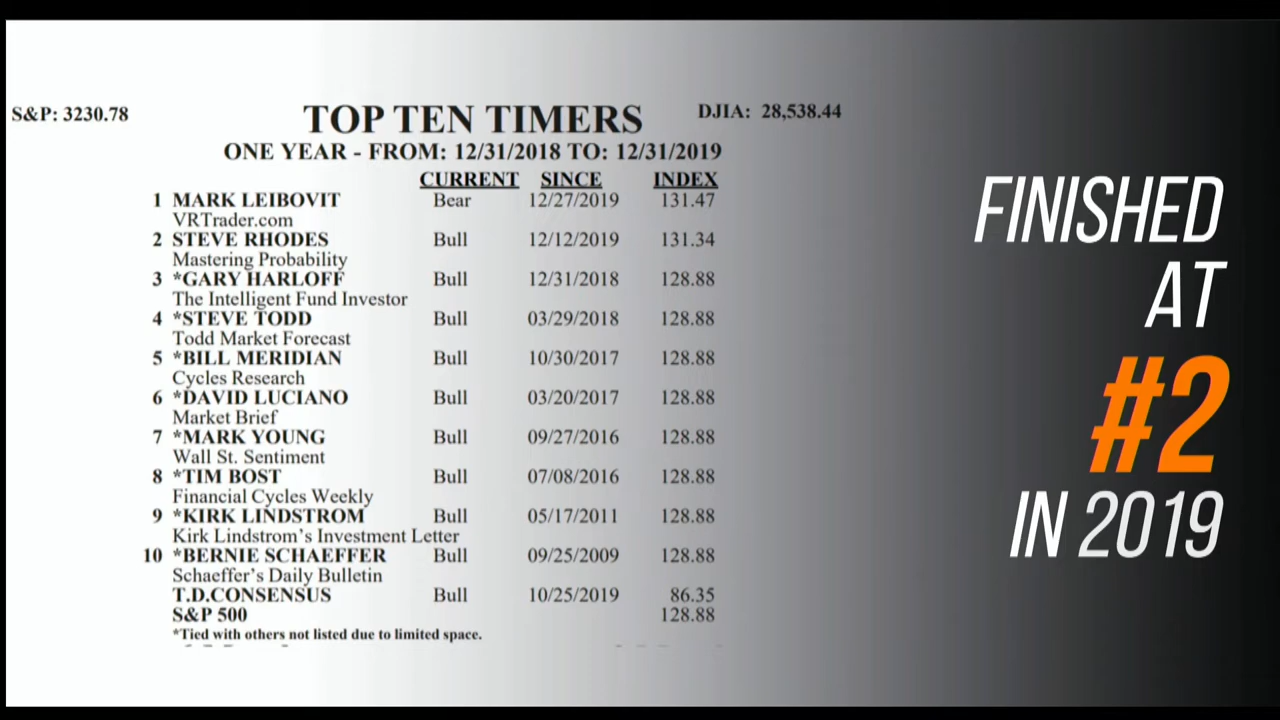 S&P: 3230.78
TOP TEN TIMERS
DJIA: 28,538.44
ONE YEAR - FROM: 12/31/2018 TO: 12/31/2019
CURRENT SINCE INDEX
1 MARK LEIBOVIT Bear 12/27/2019 131.47
VRTrader.com
2 STEVE RHODES Bull 12/12/2019 131.34
Mastering Probability
3 *GARY HARLOFF Bull 12/31/2018 128.88
The Intelligent Fund Investor
4 *STEVE TODD Bull 03/29/2018 128.88
Todd Market Forecast
5 *BILL MERIDIAN Bull 10/30/2017 128.88
Cycles Research
6 *DAVID LUCIANO Bull 03/20/2017 128.88
Market Brief
7 *MARK YOUNG Bull 09/27/2016 128.88
Wall St. Sentiment
8 *TIM BOST Bull 07/08/2016 128.88
Financial Cycles Weekly
9 *KIRK LINDSTROM Bull 05/17/2011 128.88
Kirk Lindstrom's Investment Letter
10 *BERNIE SCHAEFFER Bull 09/25/2009 128.88
Schaeffer's Daily Bulletin
T.D.CONSENSUS Bull 10/25/2019 86.35
S&P 500 128.88
*Tied with others not listed due to limited space.
FINISHED
AT
#2
IN 2019